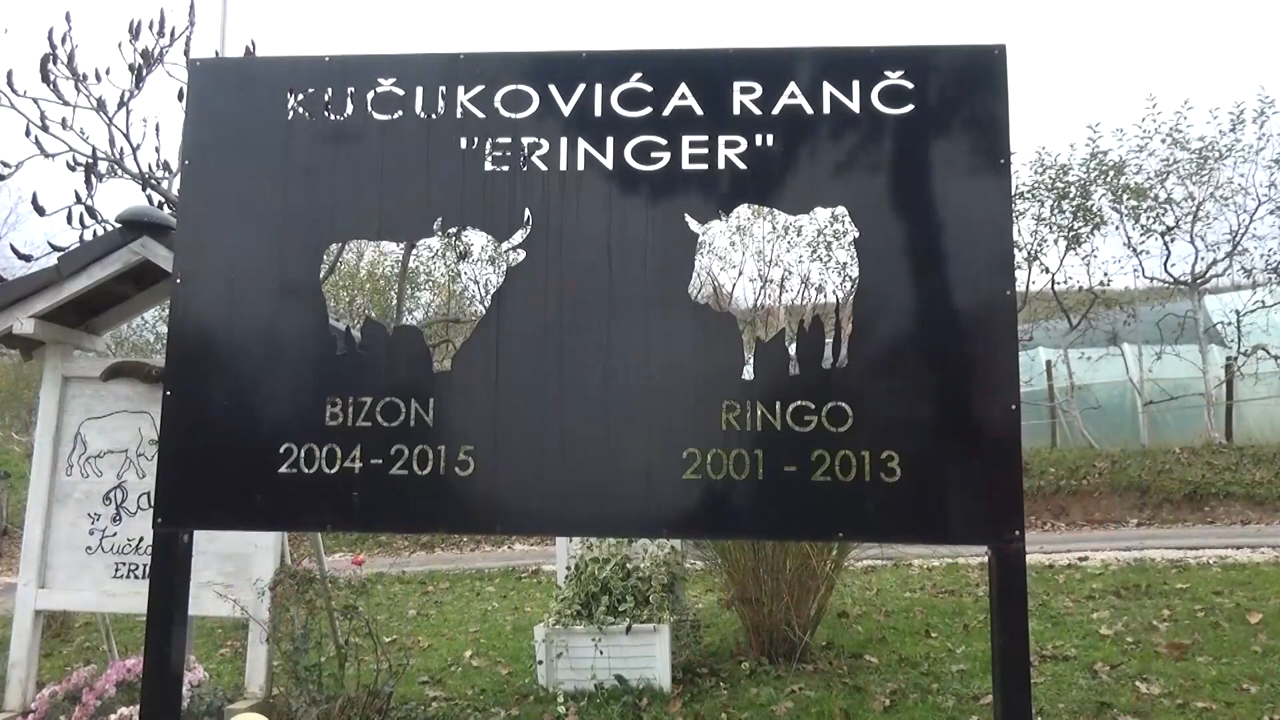 KUČUKOVIĆA RANČ
"ERINGER"
BIZON
2004-2015
RINGO
2001 - 2013